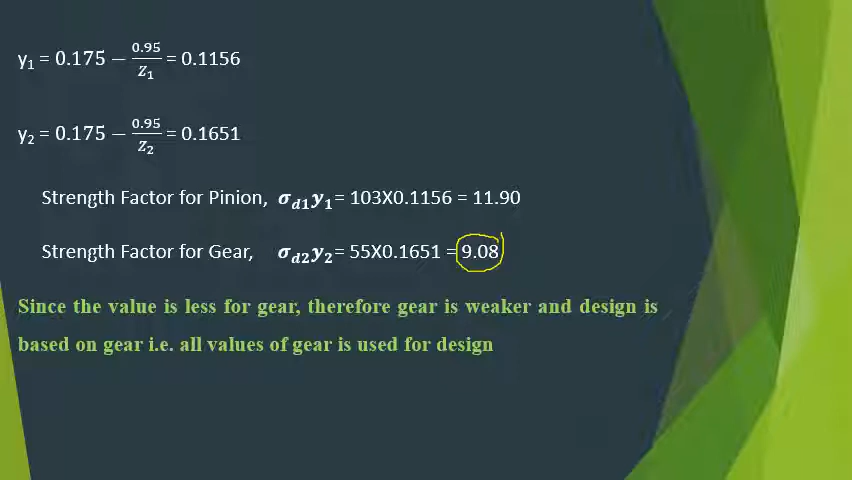 y₁ = 0.175 − 0.95/Z₁ = 0.1156
y₂ = 0.175 − 0.95/Z₂ = 0.1651
Strength Factor for Pinion, σd1y1= 103X0.1156 = 11.90
Strength Factor for Gear, σd2y2= 55X0.1651 = 9.08
Since the value is less for gear, therefore gear is weaker and design is
based on gear i.e. all values of gear is used for design